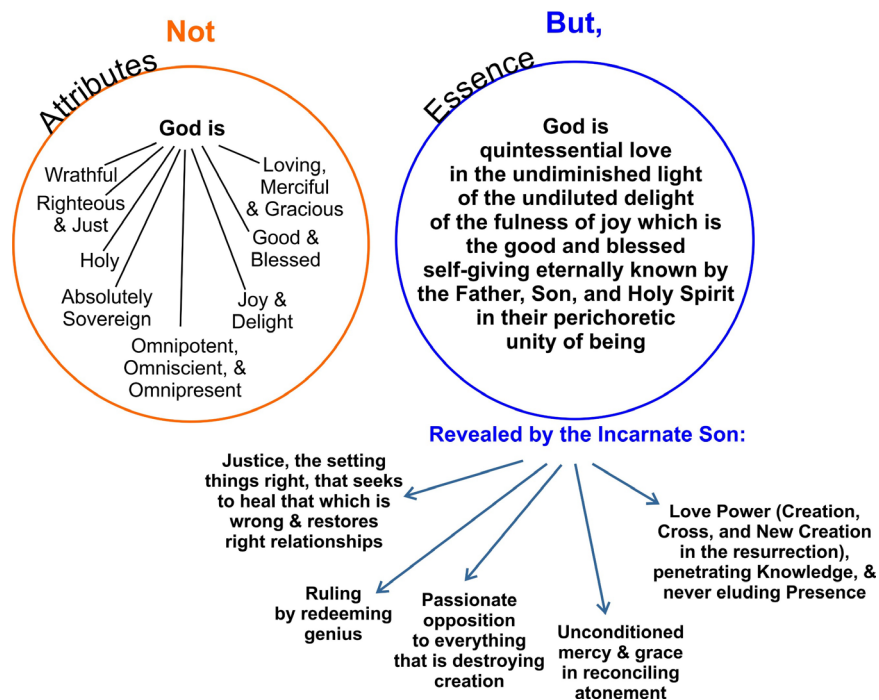 Not
Attributes
God is
Wrathful
Righteous
& Just
Holy
Absolutely
Sovereign
Omnipotent,
Omniscient, &
Omnipresent
Joy &
Delight
Good &
Blessed
Loving,
Merciful
& Gracious
But,
Essence
God is
quintessential love
in the undiminished light
of the undiluted delight
of the fulness of joy which is
the good and blessed
self-giving eternally known by
the Father, Son, and Holy Spirit
in their perichoretic
unity of being
Revealed by the Incarnate Son:
Justice, the setting
things right, that seeks
to heal that which is
wrong & restores
right relationships
Ruling
by redeeming
genius
Passionate
opposition
to everything
that is destroying
creation
Unconditioned
mercy & grace
in reconciling
atonement
Love Power (Creation,
Cross, and New Creation
in the resurrection),
penetrating Knowledge, &
never eluding Presence